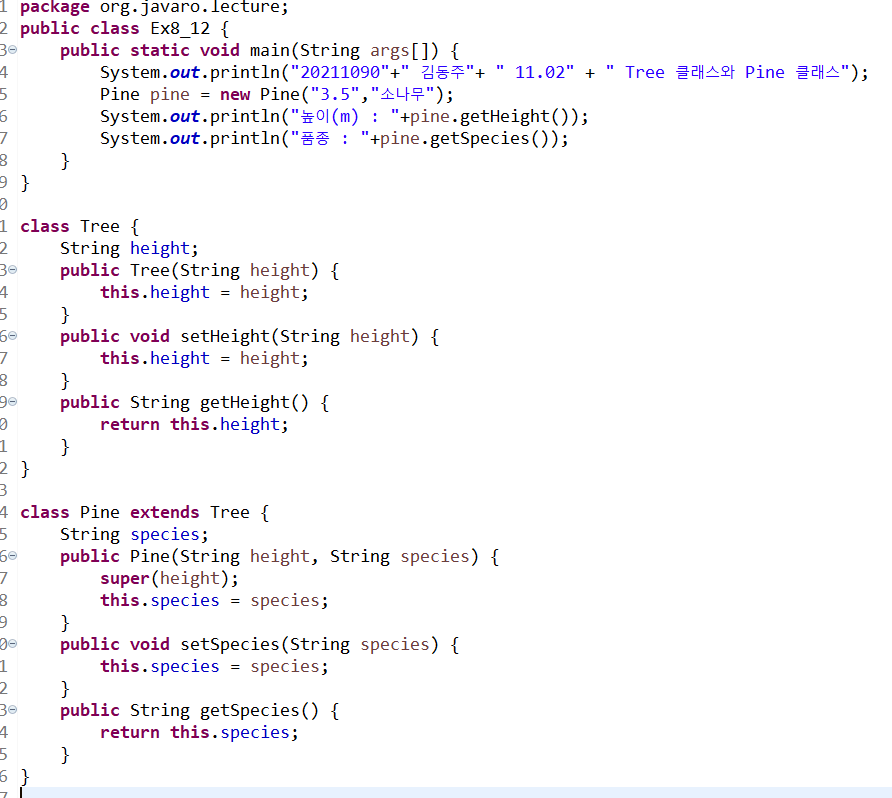 1 package org.javaro.lecture;
2 public class Ex8_12 {
3 public static void main(String args[]) {
4 System.out.println("20211090"+" 김동주"+ " 11.02" + " Tree 클래스와 Pine 클래스");
5 Pine pine = new Pine("3.5","소나무");
6 System.out.println("높이(m) : "+pine.getHeight());
7 System.out.println("품종 : "+pine.getSpecies());
8 }
9 }
0
1 class Tree {
2 String height;
3 public Tree(String height) {
4 this.height = height;
5 }
6 public void setHeight(String height) {
7 this.height = height;
8 }
9 public String getHeight() {
0 return this.height;
1 }
2 }
3
4 class Pine extends Tree {
5 String species;
6 public Pine(String height, String species) {
7 super(height);
8 this.species = species;
9 }
0 public void setSpecies(String species) {
1 this.species = species;
2 }
3 public String getSpecies() {
4 return this.species;
5 }
6 }
7